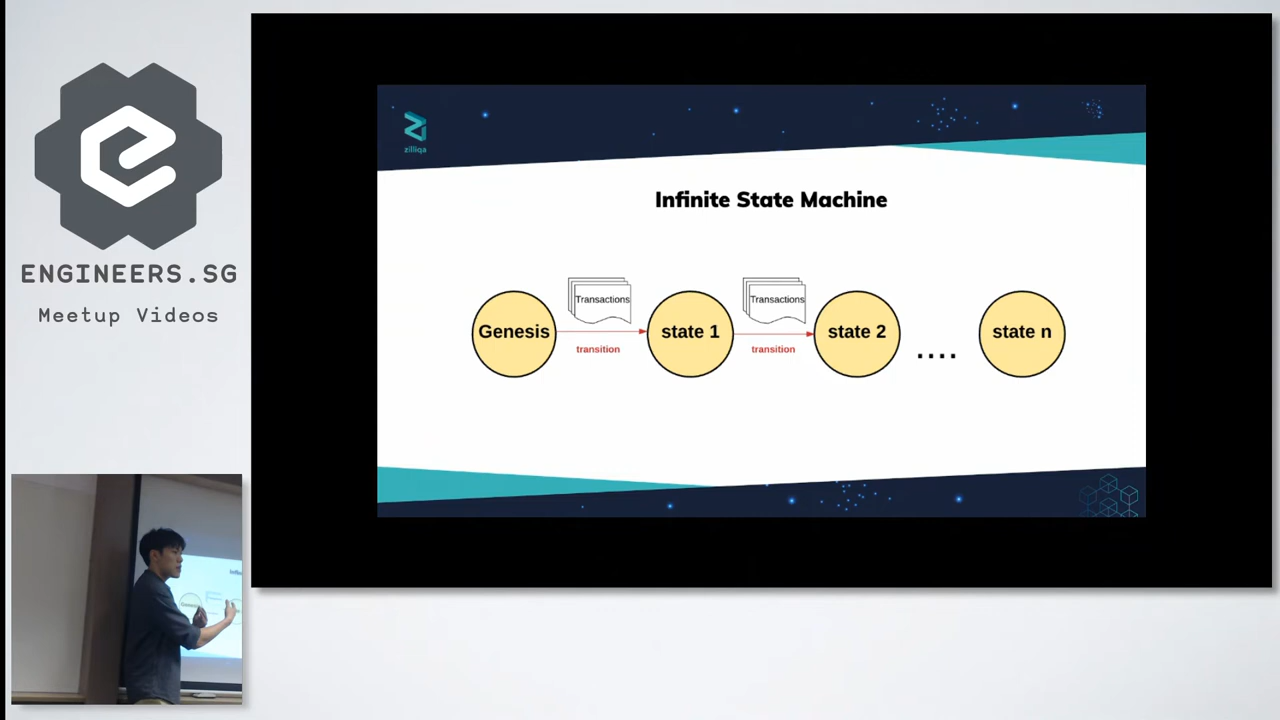 ENGINEERS.SG
Meetup Videos
zilliqa
Infinite State Machine
Transactions
Transactions
Genesis
state 1
state 2
....
state n
transition
transition